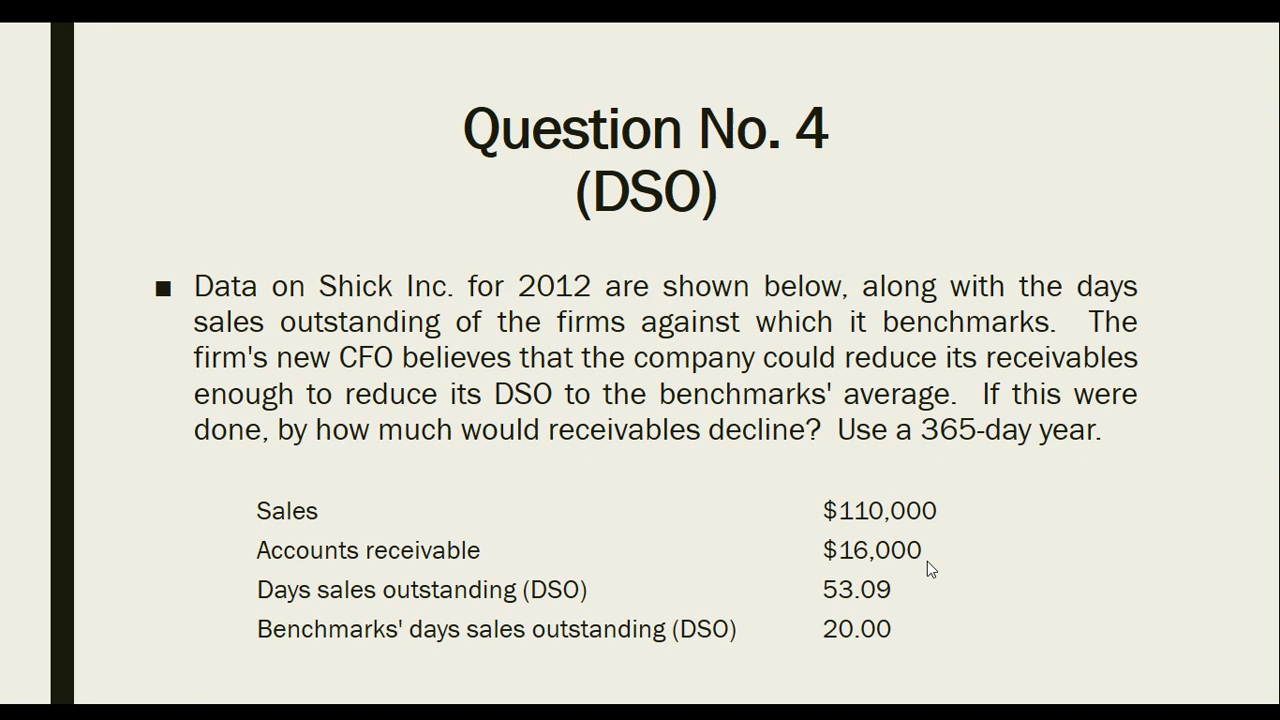 Question No. 4
(DSO)
■ Data on Shick Inc. for 2012 are shown below, along with the days
sales outstanding of the firms against which it benchmarks. The
firm's new CFO believes that the company could reduce its receivables
enough to reduce its DSO to the benchmarks' average. If this were
done, by how much would receivables decline? Use a 365-day year.
Sales $110,000
Accounts receivable $16,000
Days sales outstanding (DSO) 53.09
Benchmarks' days sales outstanding (DSO) 20.00